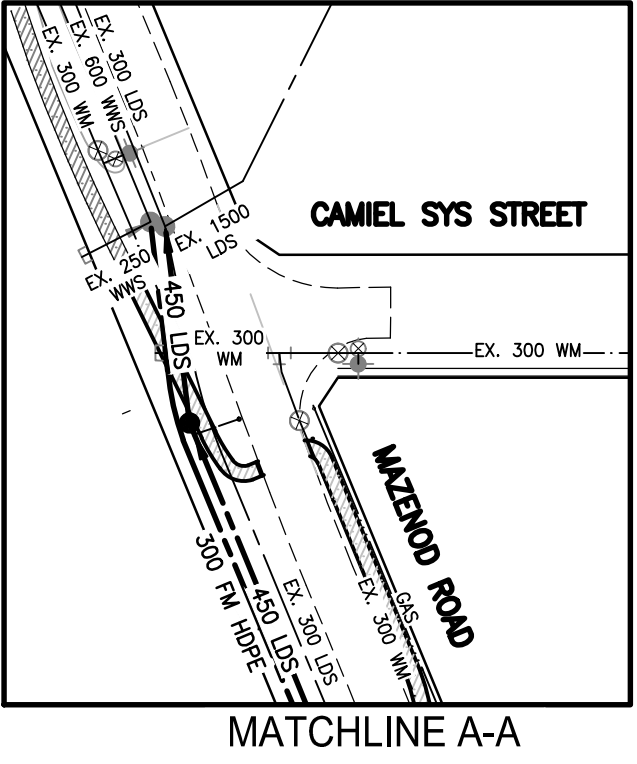 EX. 300 LDS
EX. 600 WWS
EX. 300 WM
CAMIEL SYS STREET
EX. 1500
LDS
EX. 250
WWS
450 LDS
EX. 300
WM
EX. 300 WM
MAZENOD ROAD
300 FM HDPE
450 LDS
EX. 300 LDS
EX. 300 WM
GAS
MATCHLINE A-A